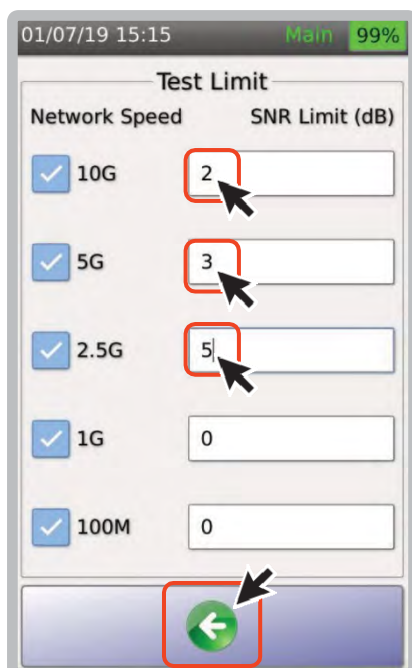 01/07/19 15:15 Main 99%
Test Limit
Network Speed SNR Limit (dB)
10G 2
5G 3
2.5G 5
1G 0
100M 0